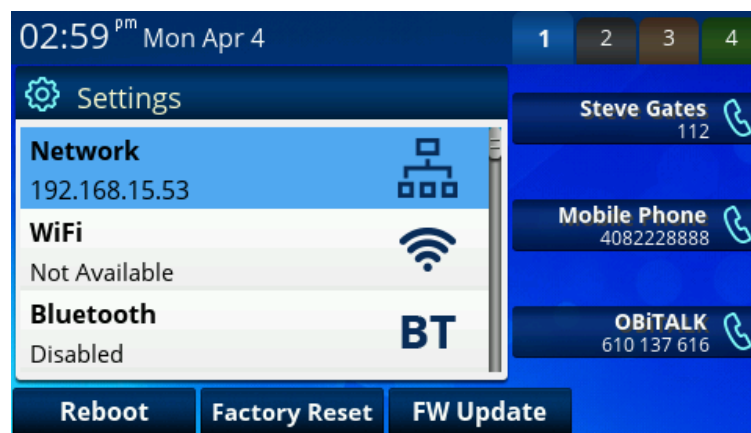 02:59 pm Mon Apr 4
1 2 3 4
Settings
Network
192.168.15.53
WiFi
Not Available
Bluetooth
BT
Disabled
Steve Gates
112
Mobile Phone
4082228888
OBiTALK
610 137 616
Reboot Factory Reset FW Update